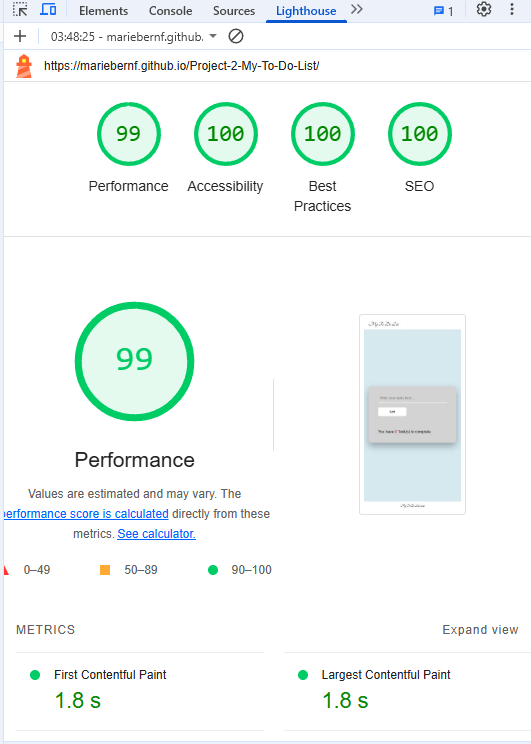 Elements Console Sources Lighthouse 1
03:48:25 - mariebernf.github.
https://mariebernf.github.io/Project-2-My-To-Do-List/
99 100 100 100
Performance Accessibility Best Practices SEO
99
Performance
Values are estimated and may vary. The
performance score is calculated directly from these
metrics. See calculator.
0–49 50–89 90–100
METRICS Expand view
First Contentful Paint Largest Contentful Paint
1.8 s 1.8 s